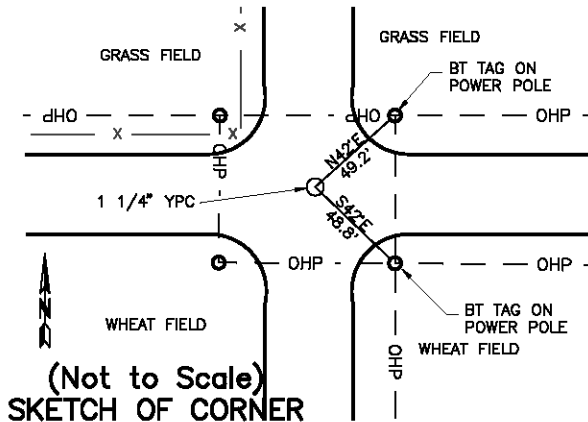 GRASS FIELD
GRASS FIELD
BT TAG ON
POWER POLE
OHP
OHP
OHP
X
X
X
OHP
N42°E
49.2'
1 1/4" YPC
S42°E
48.8'
OHP
OHP
BT TAG ON
POWER POLE
N
WHEAT FIELD
OHP
WHEAT FIELD
(Not to Scale)
SKETCH OF CORNER